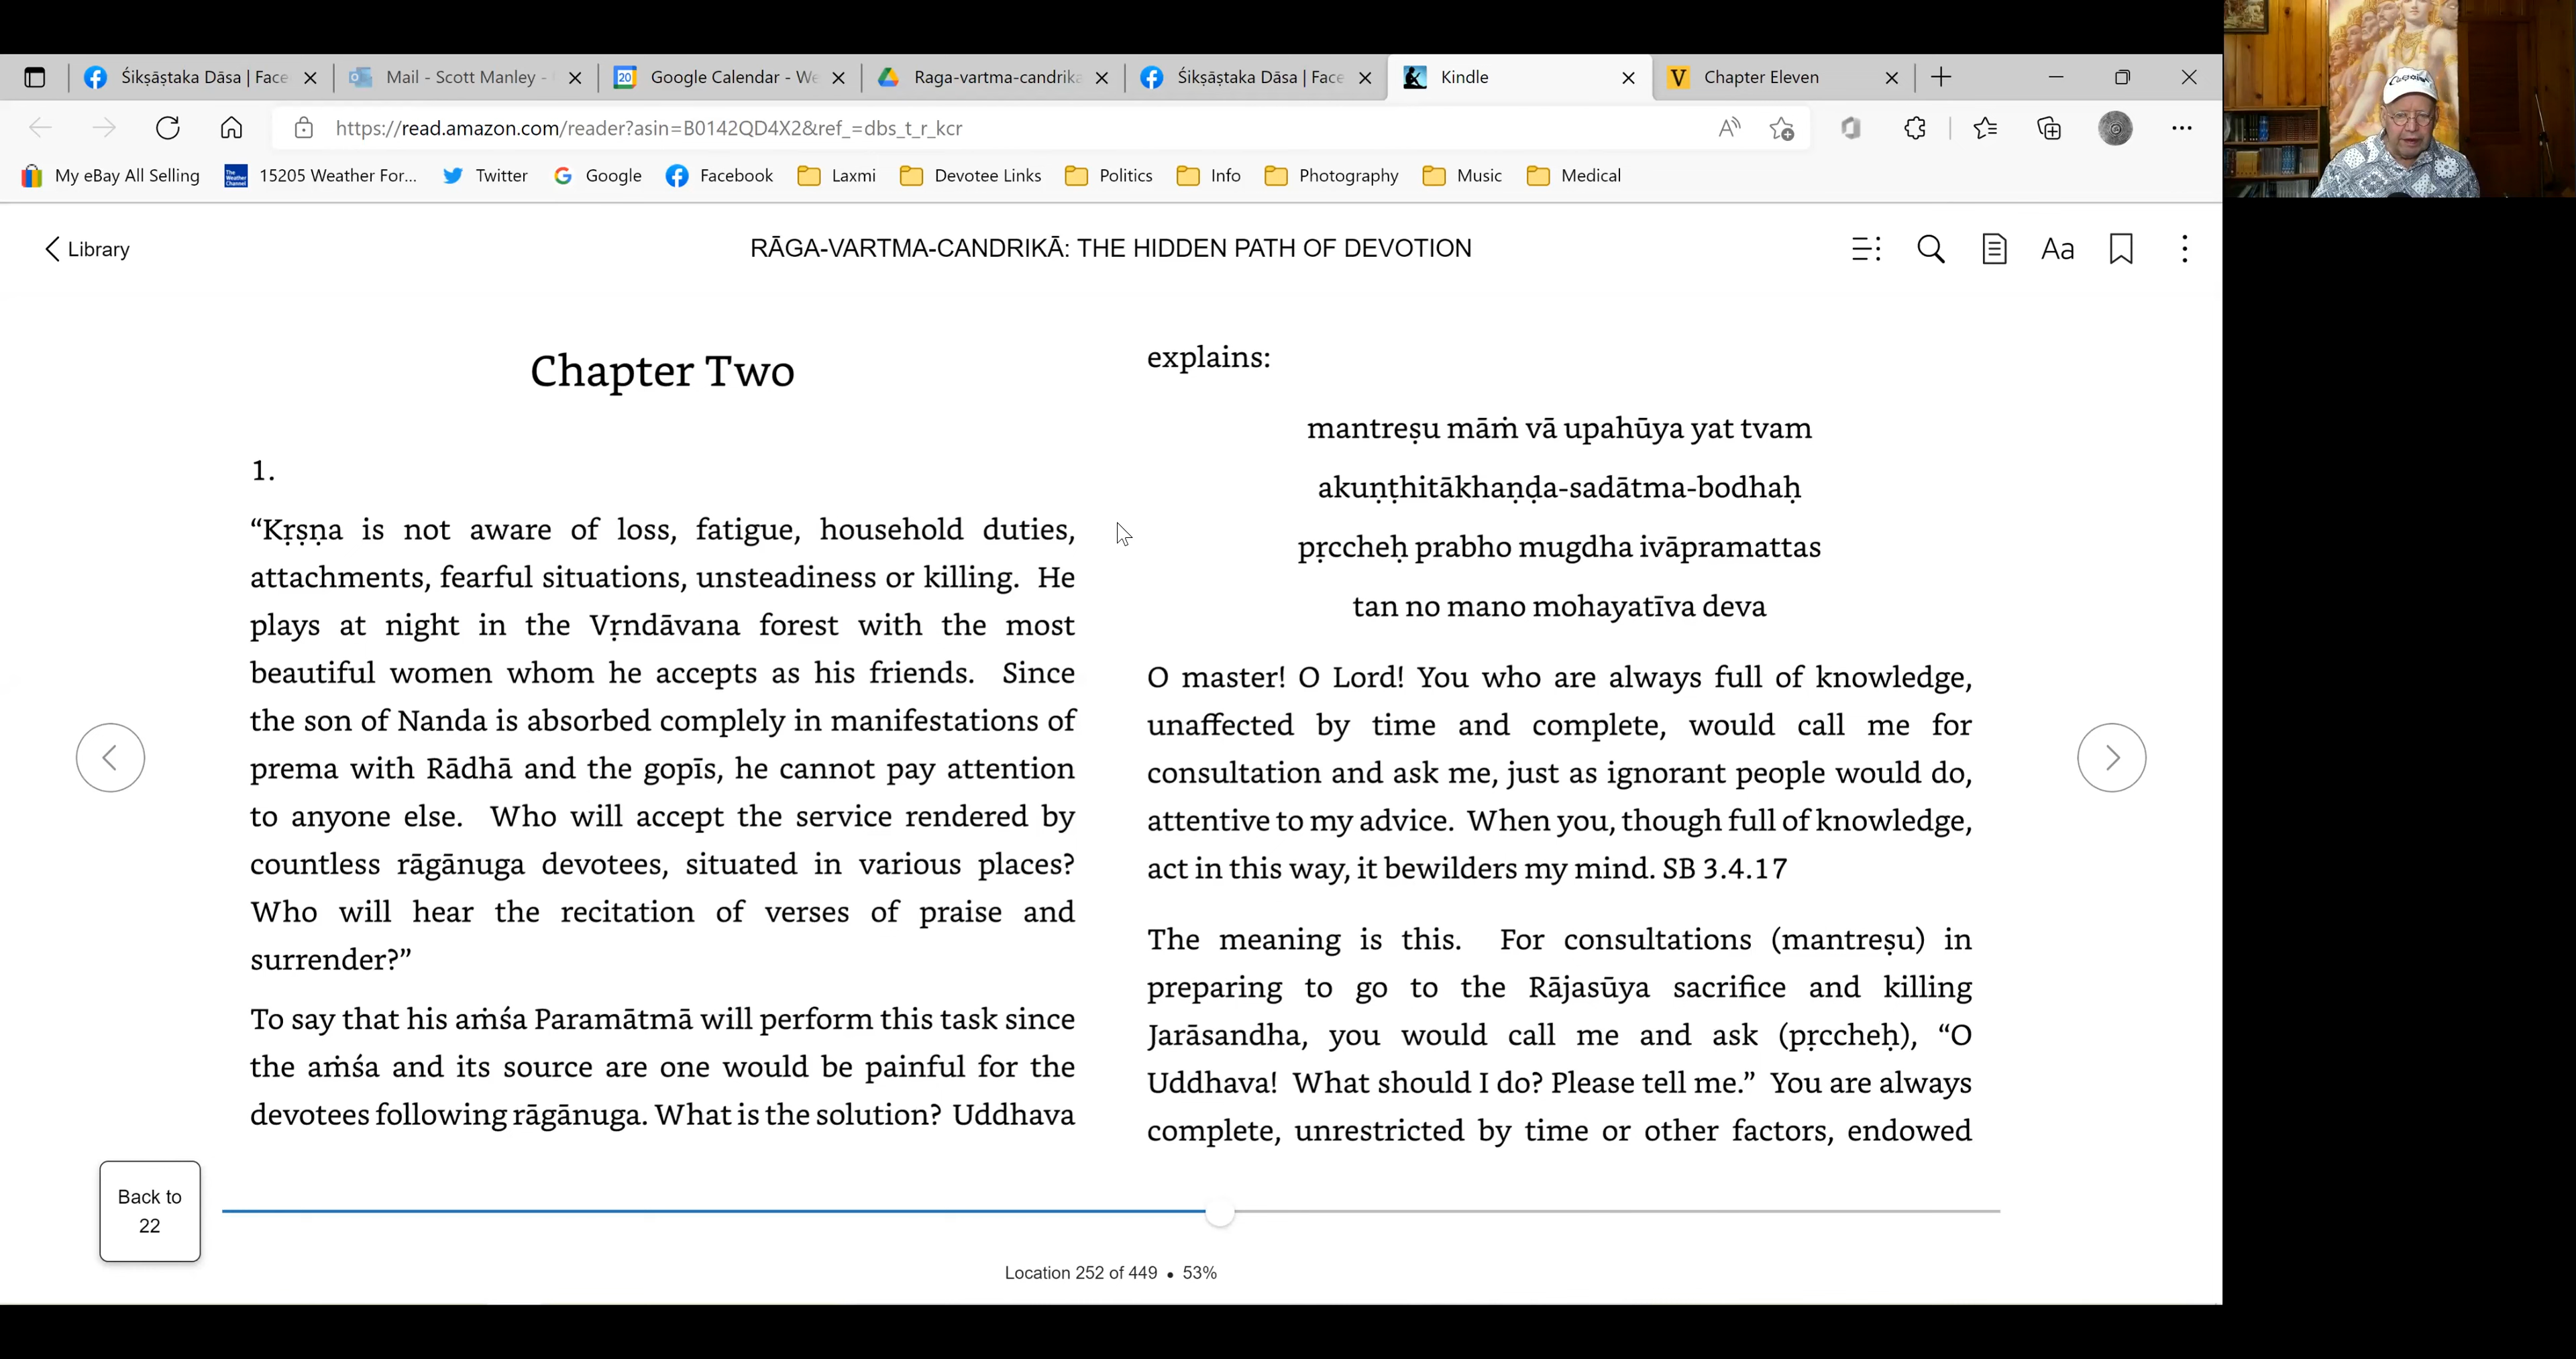 Śikṣāṣṭaka Dāsa | Face
Mail - Scott Manley -
Google Calendar - We
Raga-vartma-candrika
Śikṣāṣṭaka Dāsa | Face
Kindle
Chapter Eleven
https://read.amazon.com/reader?asin=B0142QD4X2&ref_=dbs_t_r_kcr
My eBay All Selling
15205 Weather For...
Twitter
Google
Facebook
Laxmi
Devotee Links
Politics
Info
Photography
Music
Medical
Library
RĀGA-VARTMA-CANDRIKĀ: THE HIDDEN PATH OF DEVOTION
Aa
Chapter Two
1.
“Kṛṣṇa is not aware of loss, fatigue, household duties,
attachments, fearful situations, unsteadiness or killing. He
plays at night in the Vṛndāvana forest with the most
beautiful women whom he accepts as his friends. Since
the son of Nanda is absorbed complely in manifestations of
prema with Rādhā and the gopīs, he cannot pay attention
to anyone else. Who will accept the service rendered by
countless rāgānuga devotees, situated in various places?
Who will hear the recitation of verses of praise and
surrender?”
To say that his aṁśa Paramātmā will perform this task since
the aṁśa and its source are one would be painful for the
devotees following rāgānuga. What is the solution? Uddhava
explains:
mantreṣu māṁ vā upahūya yat tvam
akuṇṭhitākhaṇḍa-sadātma-bodhaḥ
pṛccheḥ prabho mugdha ivāpramattas
tan no mano mohayatīva deva
O master! O Lord! You who are always full of knowledge,
unaffected by time and complete, would call me for
consultation and ask me, just as ignorant people would do,
attentive to my advice. When you, though full of knowledge,
act in this way, it bewilders my mind. SB 3.4.17
The meaning is this. For consultations (mantreṣu) in
preparing to go to the Rājasūya sacrifice and killing
Jarāsandha, you would call me and ask (pṛccheḥ), “O
Uddhava! What should I do? Please tell me.” You are always
complete, unrestricted by time or other factors, endowed
Back to
22
Location 252 of 449 • 53%